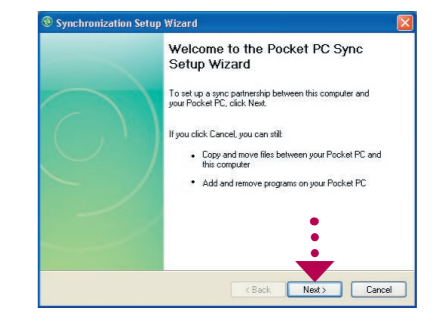 Synchronization Setup Wizard
Welcome to the Pocket PC Sync
Setup Wizard
To set up a sync partnership between this computer and
your Pocket PC, click Next.
If you click Cancel, you can still:
• Copy and move files between your Pocket PC and
this computer
• Add and remove programs on your Pocket PC
< Back Next > Cancel